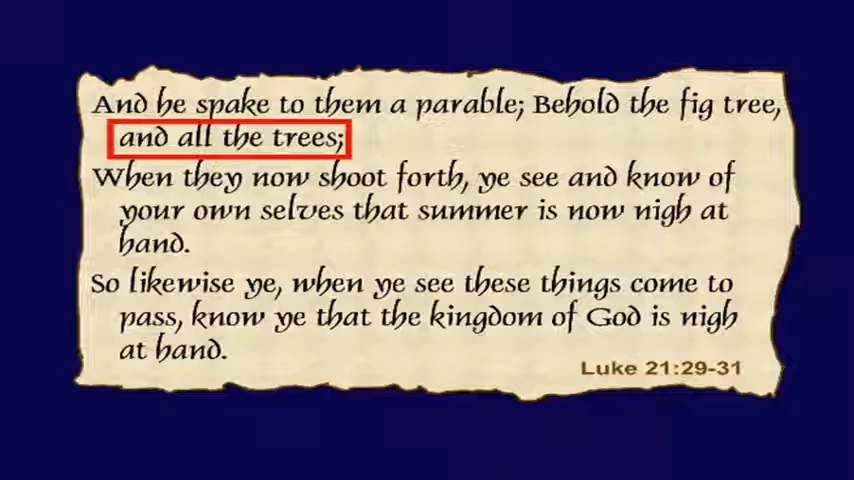 And he spake to them a parable; Behold the fig tree,
and all the trees;
When they now shoot forth, ye see and know of
your own selves that summer is now nigh at
hand.
So likewise ye, when ye see these things come to
pass, know ye that the kingdom of God is nigh
at hand.
Luke 21:29-31